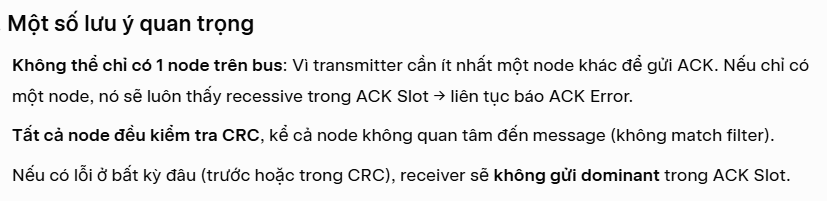 Một số lưu ý quan trọng
Không thể chỉ có 1 node trên bus: Vì transmitter cần ít nhất một node khác để gửi ACK. Nếu chỉ có
một node, nó sẽ luôn thấy recessive trong ACK Slot → liên tục báo ACK Error.
Tất cả node đều kiểm tra CRC, kể cả node không quan tâm đến message (không match filter).
Nếu có lỗi ở bất kỳ đâu (trước hoặc trong CRC), receiver sẽ không gửi dominant trong ACK Slot.